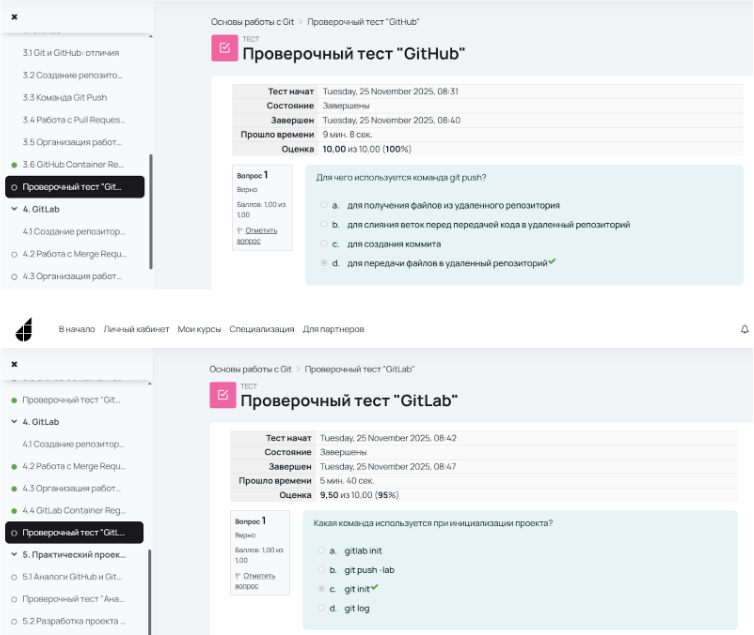 Основы работы с Git > Проверочный тест "GitHub"
ТЕСТ
Проверочный тест "GitHub"
3.1 Git и GitHub: отличия
3.2 Создание репозито...
3.3 Команда Git Push
3.4 Работа с Pull Reques...
3.5 Организация работ...
3.6 GitHub Container Re...
Проверочный тест "Git...
4. GitLab
4.1 Создание репозитор...
4.2 Работа с Merge Requ...
4.3 Организация работ...
Тест начат Tuesday, 25 November 2025, 08:31
Состояние Завершены
Завершен Tuesday, 25 November 2025, 08:40
Прошло времени 9 мин. 8 сек.
Оценка 10,00 из 10,00 (100%)
Вопрос 1
Верно
Баллов: 1,00 из
1,00
Отметить
вопрос
Для чего используется команда git push?
a. для получения файлов из удаленного репозитория
b. для слияния веток перед передачей кода в удаленный репозиторий
c. для создания коммита
d. для передачи файлов в удаленный репозиторий
В начало Личный кабинет Мои курсы Специализация Для партнеров
Основы работы с Git > Проверочный тест "GitLab"
ТЕСТ
Проверочный тест "GitLab"
Проверочный тест "Git...
4. GitLab
4.1 Создание репозитор...
4.2 Работа с Merge Requ...
4.3 Организация работ...
4.4 GitLab Container Reg...
Проверочный тест "GitL...
5. Практический проек...
5.1 Аналоги GitHub и Git...
Проверочный тест "Ана...
5.2 Разработка проекта ...
Тест начат Tuesday, 25 November 2025, 08:42
Состояние Завершены
Завершен Tuesday, 25 November 2025, 08:47
Прошло времени 5 мин. 40 сек.
Оценка 9,50 из 10,00 (95%)
Вопрос 1
Верно
Баллов: 1,00 из
1,00
Отметить
вопрос
Какая команда используется при инициализации проекта?
a. gitlab init
b. git push -lab
c. git init
d. git log